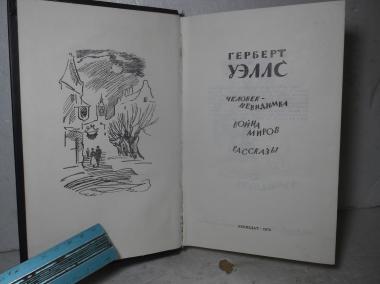 ГЕРБЕРТ
УЭЛЛС
ЧЕЛОВЕК-
НЕВИДИМКА
ВОЙНА
МИРОВ
РАССКАЗЫ